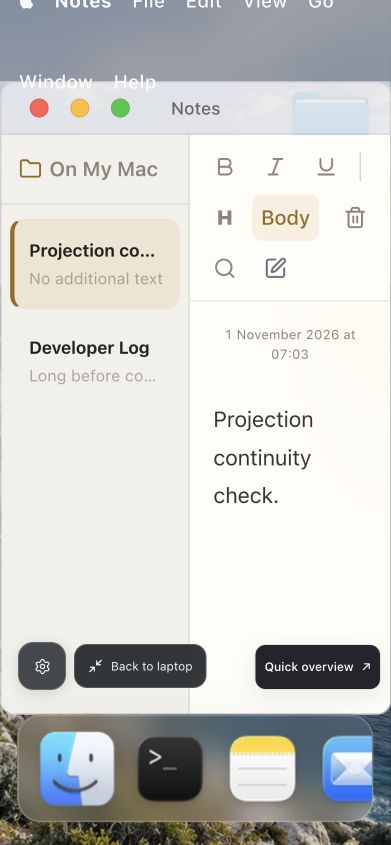 Notes File Edit View Go
Window Help
Notes
On My Mac
Projection co...
No additional text
Developer Log
Long before co...
B I U
H Body
1 November 2026 at
07:03
Projection
continuity
check.
Back to laptop
Quick overview
>_